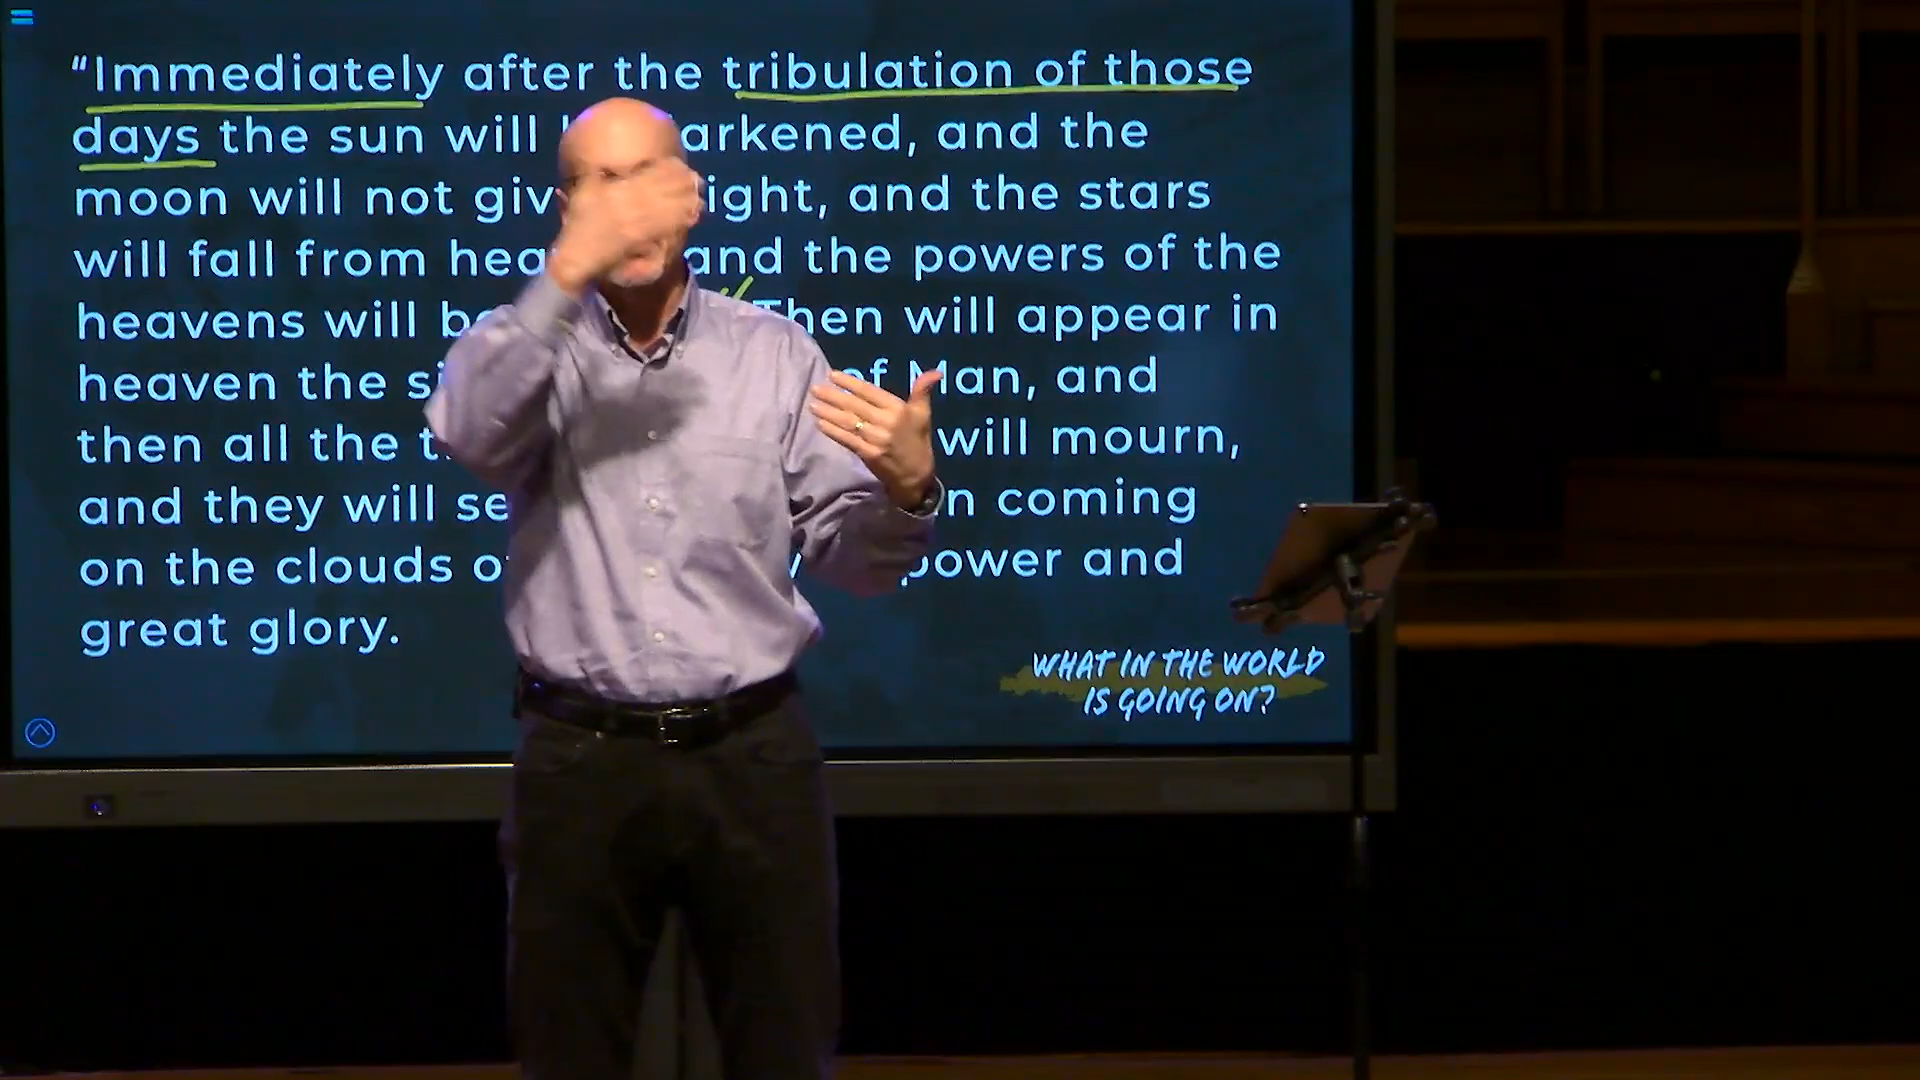 “Immediately after the tribulation of those
days the sun will arkened, and the
moon will not giv ight, and the stars
will fall from hea and the powers of the
heavens will be Then will appear in
heaven the si of Man, and
then all the t will mourn,
and they will se n coming
on the clouds o power and
great glory.
WHAT IN THE WORLD
IS GOING ON?